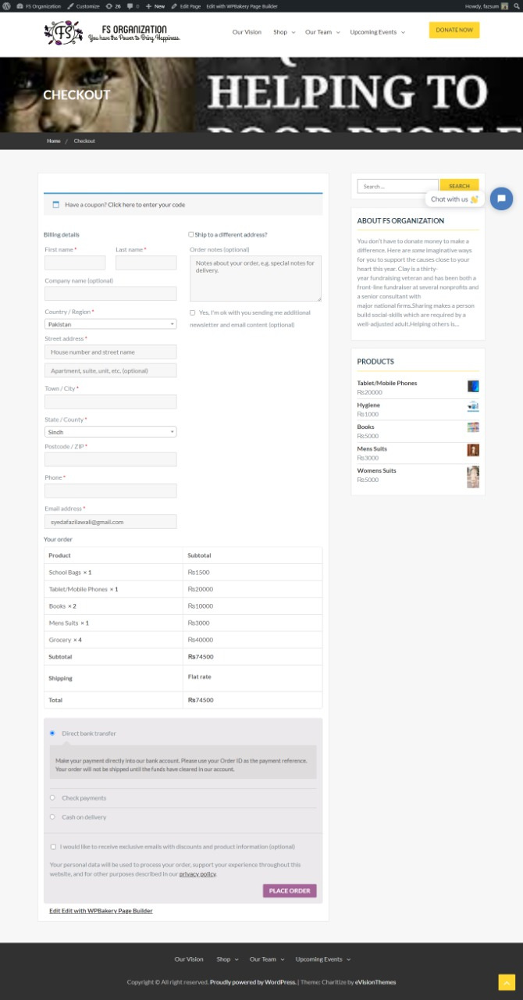 FS Organization Customize 26 0 New Edit Page Edit with WPBakery Page Builder Howdy, fazsum
FS
FS ORGANIZATION
You have the Power to Bring Happiness.
Our Vision Shop Our Team Upcoming Events
DONATE NOW
CHECKOUT
HELPING TO
POOR PEOPLE
Home / Checkout
Have a coupon? Click here to enter your code
Billing details
First name *
Last name *
Company name (optional)
Country / Region *
Pakistan
Street address *
House number and street name
Apartment, suite, unit, etc. (optional)
Town / City *
State / County *
Sindh
Postcode / ZIP *
Phone *
Email address *
syedafazilawali@gmail.com
Ship to a different address?
Order notes (optional)
Notes about your order, e.g. special notes for
delivery.
Yes, I'm ok with you sending me additional
newsletter and email content (optional)
Your order
Product Subtotal
School Bags × 1 ₨1500
Tablet/Mobile Phones × 1 ₨20000
Books × 2 ₨10000
Mens Suits × 1 ₨3000
Grocery × 4 ₨40000
Subtotal ₨74500
Shipping Flat rate
Total ₨74500
Direct bank transfer
Make your payment directly into our bank account. Please use your Order ID as the payment reference.
Your order will not be shipped until the funds have cleared in our account.
Check payments
Cash on delivery
I would like to receive exclusive emails with discounts and product information (optional)
Your personal data will be used to process your order, support your experience throughout this
website, and for other purposes described in our privacy policy.
PLACE ORDER
Edit Edit with WPBakery Page Builder
Search …
SEARCH
Chat with us 👋
ABOUT FS ORGANIZATION
You don't have to donate money to make a
difference. Here are some imaginative ways
for you to support the causes close to your
heart this year. Clay is a thirty-
year fundraising veteran and has been both a
front-line fundraiser at several nonprofits and
a senior consultant with
major national firms.Sharing makes a person
build social-skills which are required by a
well-adjusted adult.Helping others is…
PRODUCTS
Tablet/Mobile Phones
₨20000
Hygiene
₨1000
Books
₨5000
Mens Suits
₨3000
Womens Suits
₨5000
Our Vision Shop Our Team Upcoming Events
Copyright © All right reserved. Proudly powered by WordPress. | Theme: Charitize by eVisionThemes